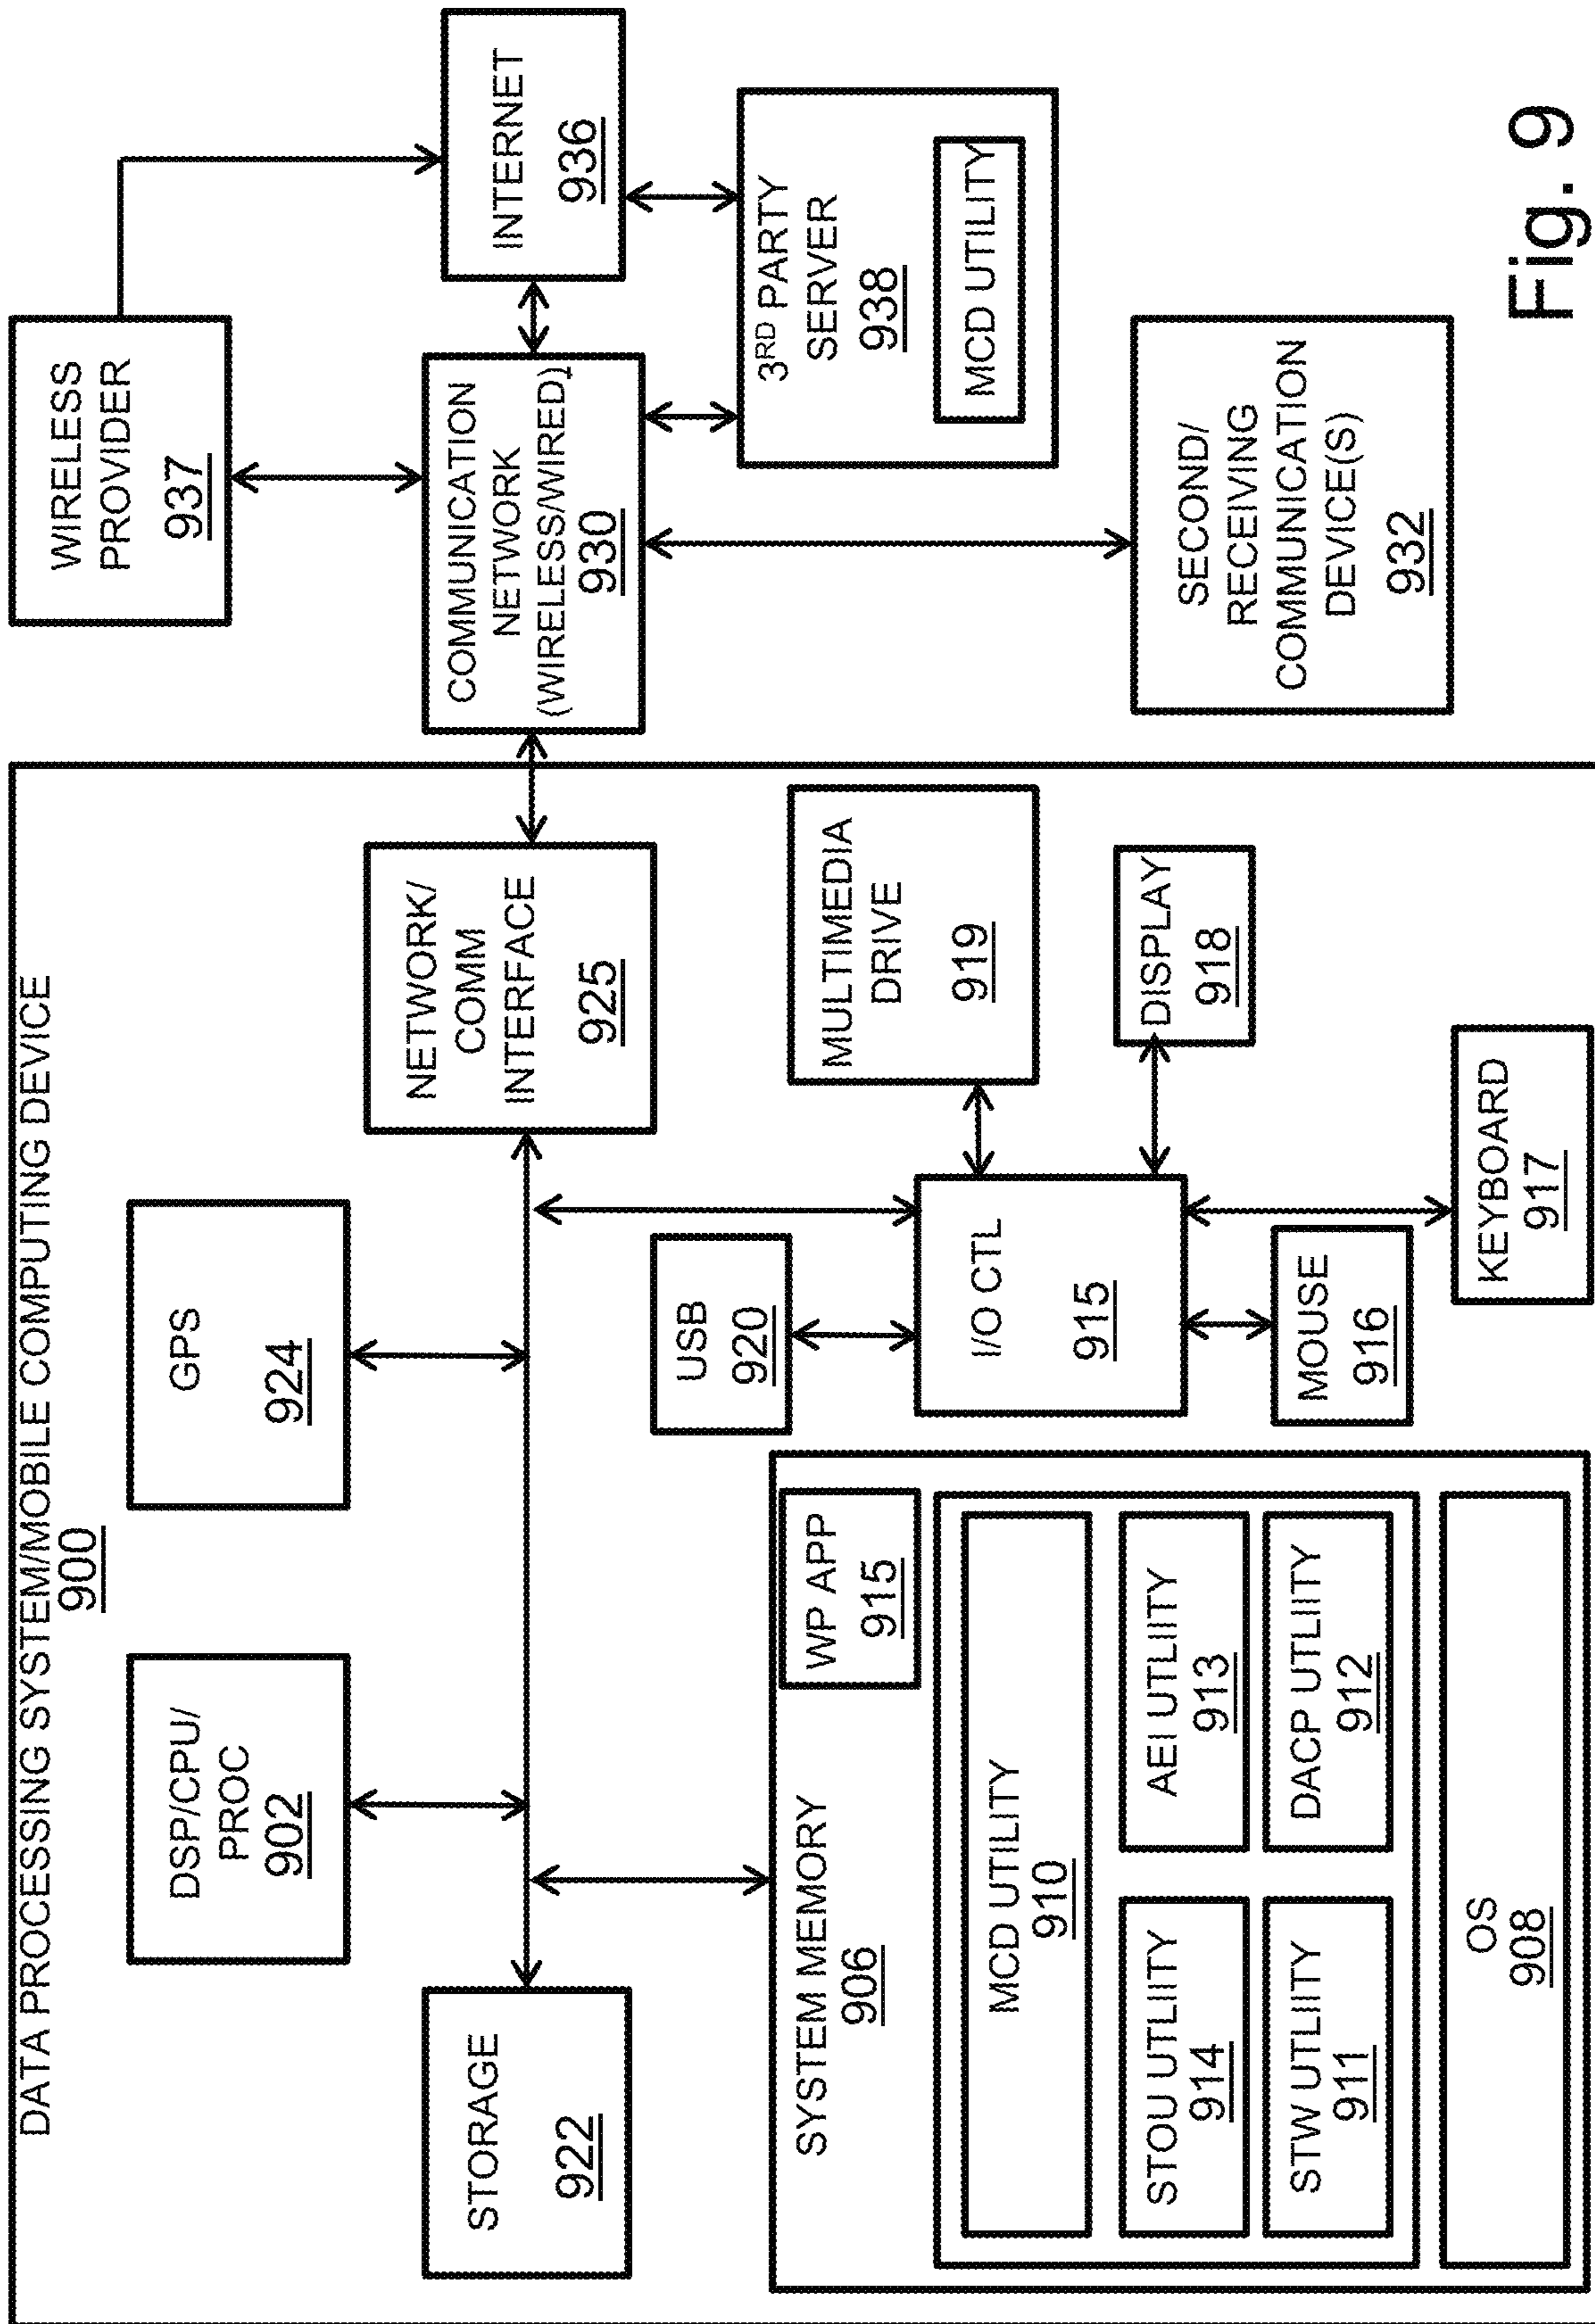 DATA PROCESSING SYSTEM/MOBILE COMPUTING DEVICE
900
DSP/CPU/
PROC
902
GPS
924
STORAGE
922
NETWORK/
COMM
INTERFACE
925
SYSTEM MEMORY
906
WP APP
915
MCD UTILITY
910
STOU UTLIITY
914
AEI UTLIITY
913
STW UTLIITY
911
DACP UTLIITY
912
OS
908
USB
920
I/O CTL
915
MOUSE
916
KEYBOARD
917
DISPLAY
918
MULTIMEDIA
DRIVE
919
WIRELESS
PROVIDER
937
COMMUNICATION
NETWORK
(WIRELESS/WIRED)
930
INTERNET
936
3RD PARTY
SERVER
938
MCD UTILITY
SECOND/
RECEIVING
COMMUNICATION
DEVICE(S)
932
Fig. 9